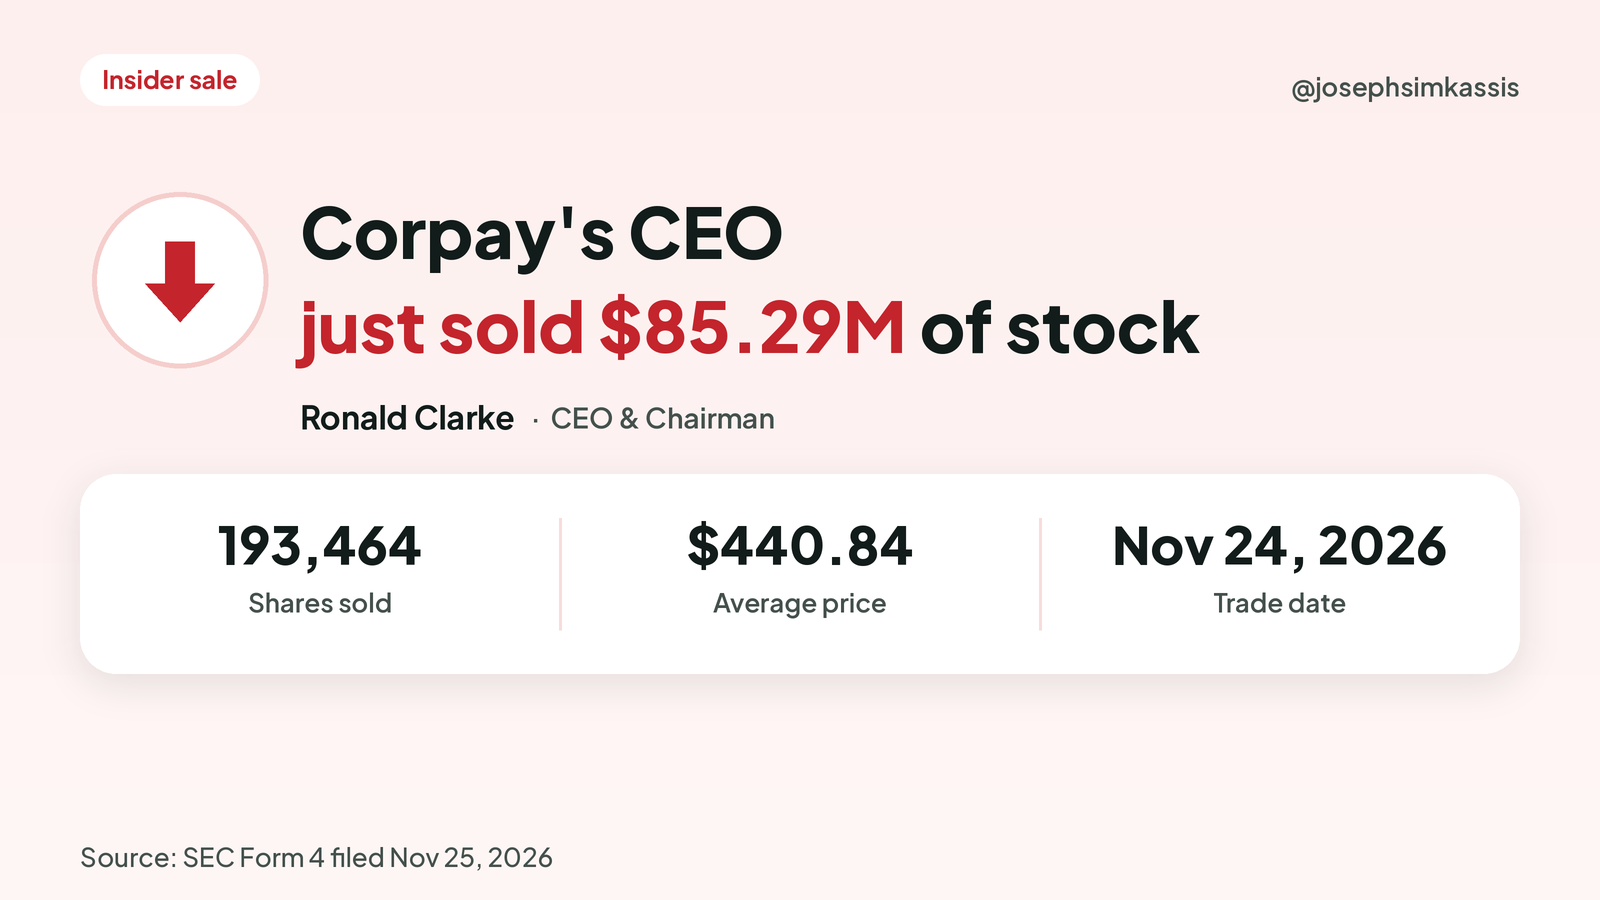 Insider sale
@josephsimkassis
Corpay's CEO
just sold $85.29M of stock
Ronald Clarke · CEO & Chairman
193,464
Shares sold
$440.84
Average price
Nov 24, 2026
Trade date
Source: SEC Form 4 filed Nov 25, 2026